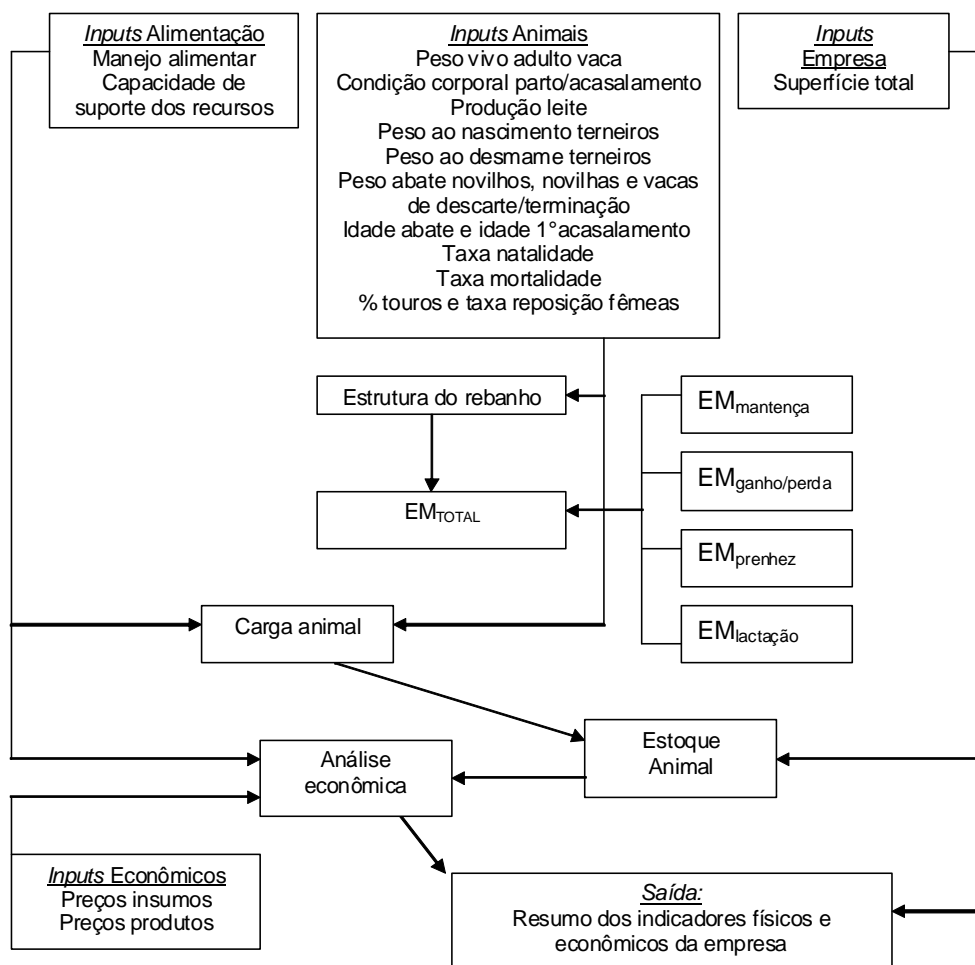 Inputs Alimentação
Manejo alimentar
Capacidade de
suporte dos recursos
Inputs Animais
Peso vivo adulto vaca
Condição corporal parto/acasalamento
Produção leite
Peso ao nascimento terneiros
Peso ao desmame terneiros
Peso abate novilhos, novilhas e vacas
de descarte/terminação
Idade abate e idade 1°acasalamento
Taxa natalidade
Taxa mortalidade
% touros e taxa reposição fêmeas
Inputs
Empresa
Superfície total
Estrutura do rebanho
EMTOTAL
EMmantença
EMganho/perda
EMprenhez
EMlactação
Carga animal
Estoque
Animal
Análise
econômica
Inputs Econômicos
Preços insumos
Preços produtos
Saída:
Resumo dos indicadores físicos e
econômicos da empresa